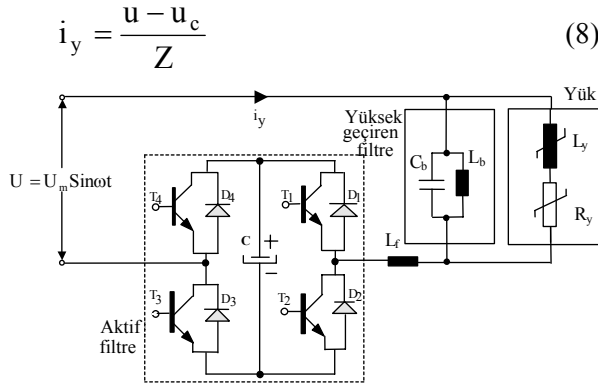 i_y = (u − u_c) / Z (8)
Yük
Yüksek
geçiren
filtre
i_y
C_b
L_b
L_y
R_y
U = U_m Sinωt
T_4
D_4
T_1
D_1
C
+
−
L_f
T_3
D_3
T_2
D_2
Aktif
filtre